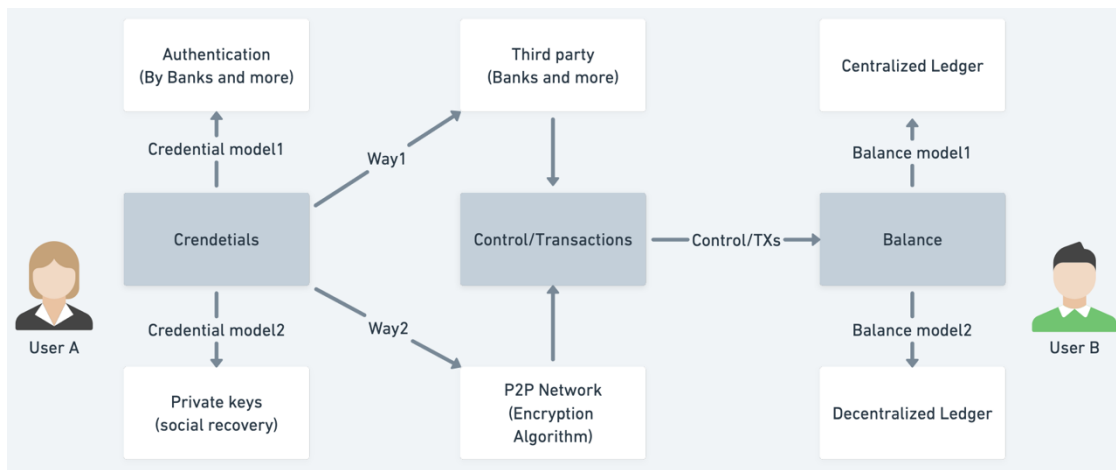 Authentication
(By Banks and more)
Third party
(Banks and more)
Centralized Ledger
Credential model1
Way1
Balance model1
Crendetials
Control/Transactions
Control/TXs
Balance
User A
Credential model2
Way2
Balance model2
User B
Private keys
(social recovery)
P2P Network
(Encryption
Algorithm)
Decentralized Ledger